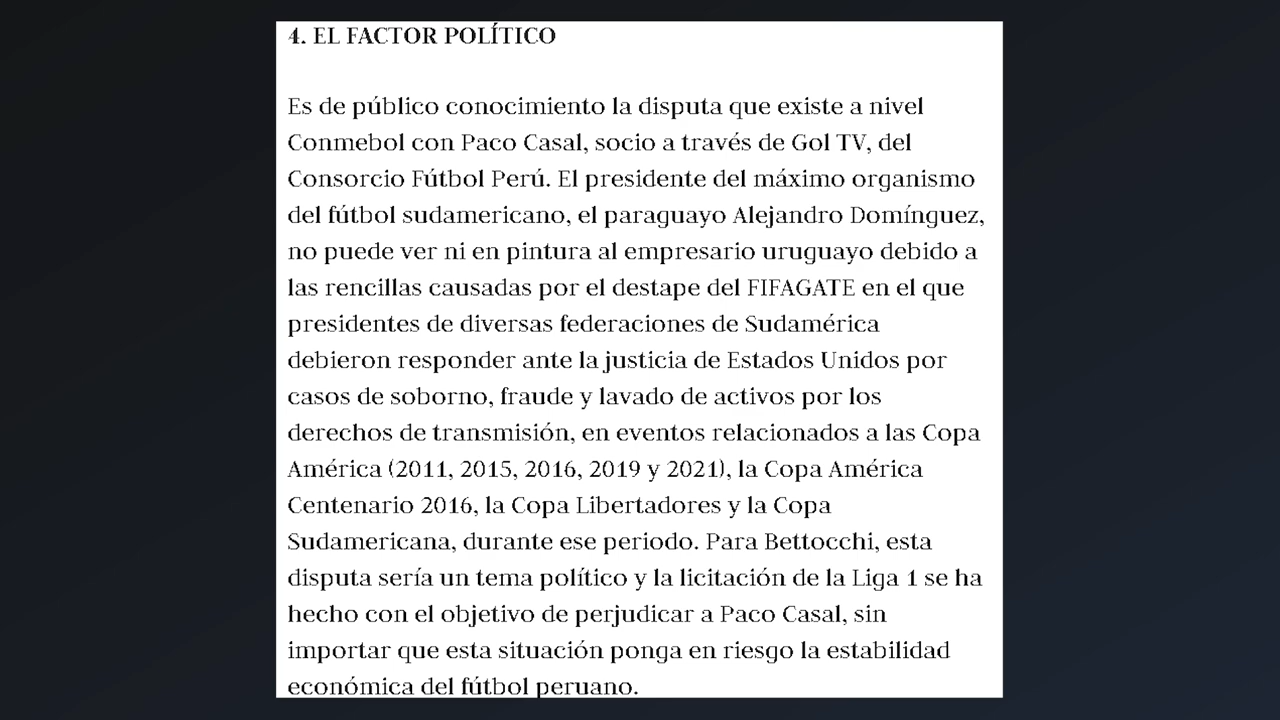 4. EL FACTOR POLÍTICO
Es de público conocimiento la disputa que existe a nivel
Conmebol con Paco Casal, socio a través de Gol TV, del
Consorcio Fútbol Perú. El presidente del máximo organismo
del fútbol sudamericano, el paraguayo Alejandro Domínguez,
no puede ver ni en pintura al empresario uruguayo debido a
las rencillas causadas por el destape del FIFAGATE en el que
presidentes de diversas federaciones de Sudamérica
debieron responder ante la justicia de Estados Unidos por
casos de soborno, fraude y lavado de activos por los
derechos de transmisión, en eventos relacionados a las Copa
América (2011, 2015, 2016, 2019 y 2021), la Copa América
Centenario 2016, la Copa Libertadores y la Copa
Sudamericana, durante ese periodo. Para Bettocchi, esta
disputa sería un tema político y la licitación de la Liga 1 se ha
hecho con el objetivo de perjudicar a Paco Casal, sin
importar que esta situación ponga en riesgo la estabilidad
económica del fútbol peruano.